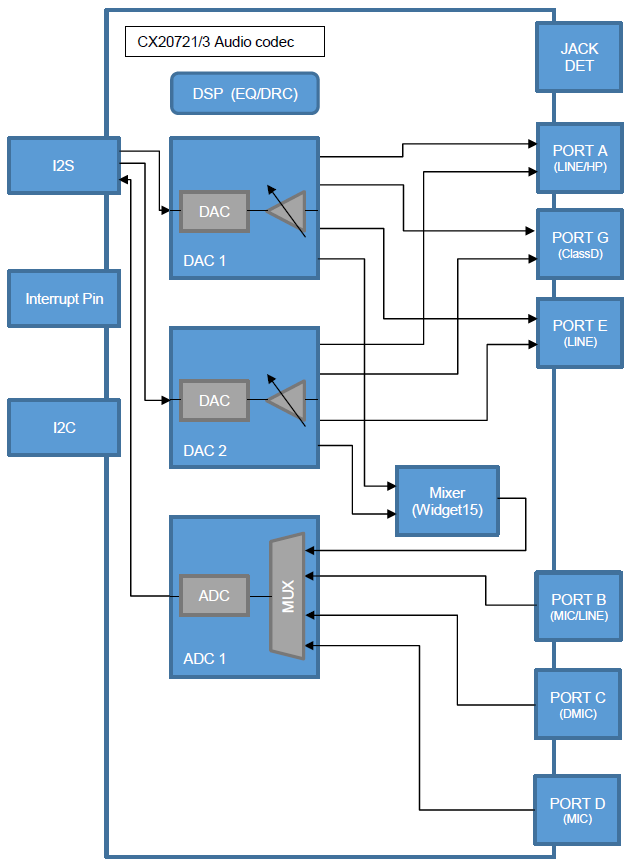 CX20721/3 Audio codec
JACK
DET
DSP (EQ/DRC)
I2S
PORT A
(LINE/HP)
DAC
DAC 1
PORT G
(ClassD)
Interrupt Pin
PORT E
(LINE)
DAC
DAC 2
I2C
Mixer
(Widget15)
ADC
MUX
ADC 1
PORT B
(MIC/LINE)
PORT C
(DMIC)
PORT D
(MIC)